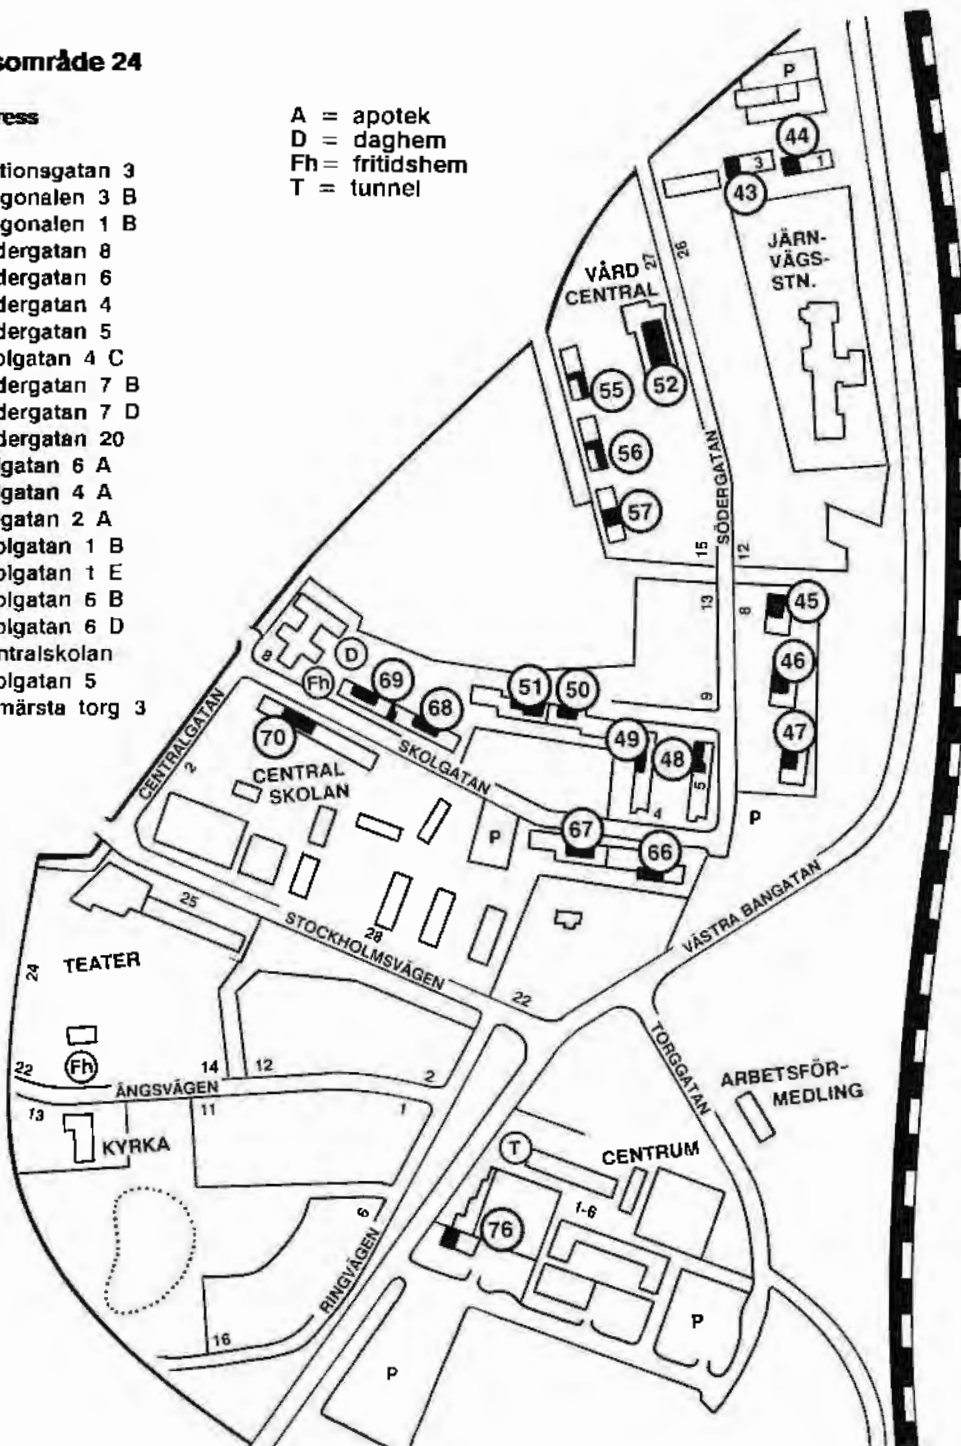 område 24
ress
A = apotek
D = daghem
Fh = fritidshem
T = tunnel
tionsgatan 3
gonalen 3 B
gonalen 1 B
dergatan 8
dergatan 6
dergatan 4
dergatan 5
olgatan 4 C
dergatan 7 B
dergatan 7 D
dergatan 20
gatan 6 A
gatan 4 A
gatan 2 A
olgatan 1 B
olgatan 1 E
olgatan 6 B
olgatan 6 D
ntralskolan
olgatan 5
märsta torg 3
P
44
3
1
43
JÄRN-
VÄGS-
STN.
27
26
VÅRD
CENTRAL
55
52
56
57
SÖDERGATAN
15
12
13
8
45
46
47
9
8
D
Fh
69
68
51
50
49
48
5
4
70
CENTRALGATAN
2
CENTRAL
SKOLAN
SKOLGATAN
P
67
66
P
25
STOCKHOLMSVÄGEN
28
22
VÄSTRA BANGATAN
24
TEATER
Fh
22
14
12
2
ÄNGSVÄGEN
13
11
1
KYRKA
TORGGATAN
ARBETSFÖR-
MEDLING
T
CENTRUM
1-6
76
6
RINGVÄGEN
16
P
P